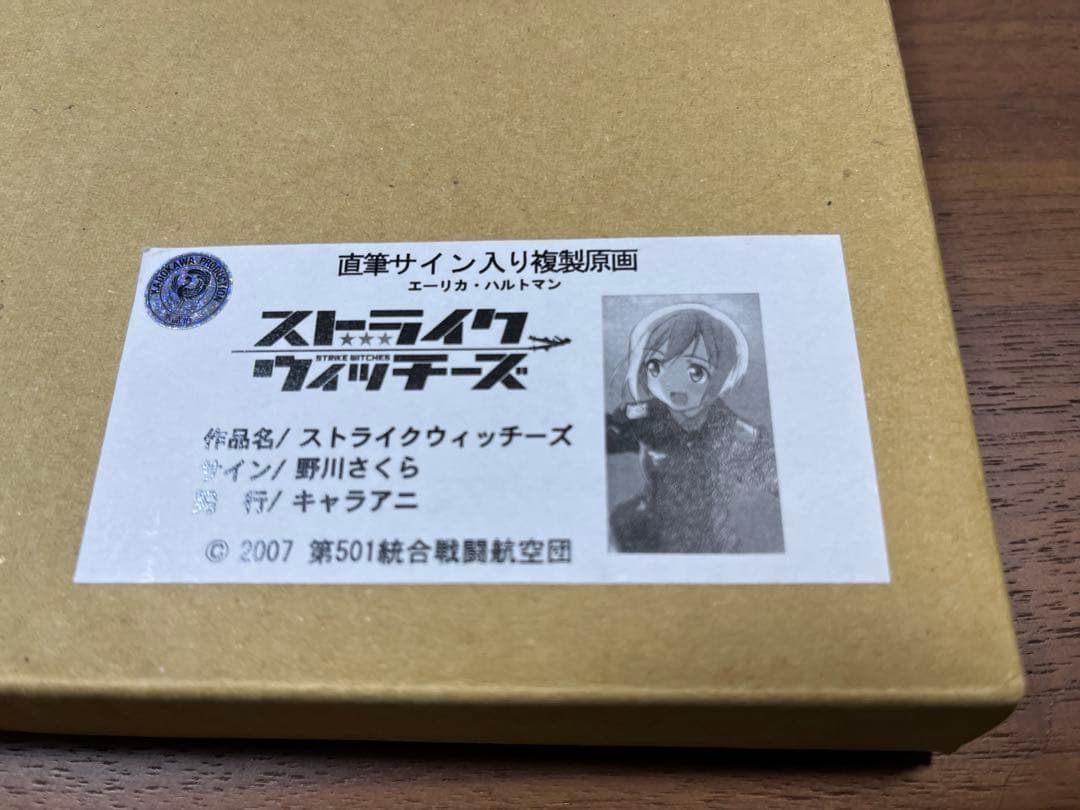 直筆サイン入り複製原画
エーリカ・ハルトマン
KADOKAWA PRODUCTION
ストライク
STRIKE WITCHES
ウィッチーズ
作品名/ ストライクウィッチーズ
サイン/ 野川さくら
発 行/ キャラアニ
© 2007 第501統合戦闘航空団